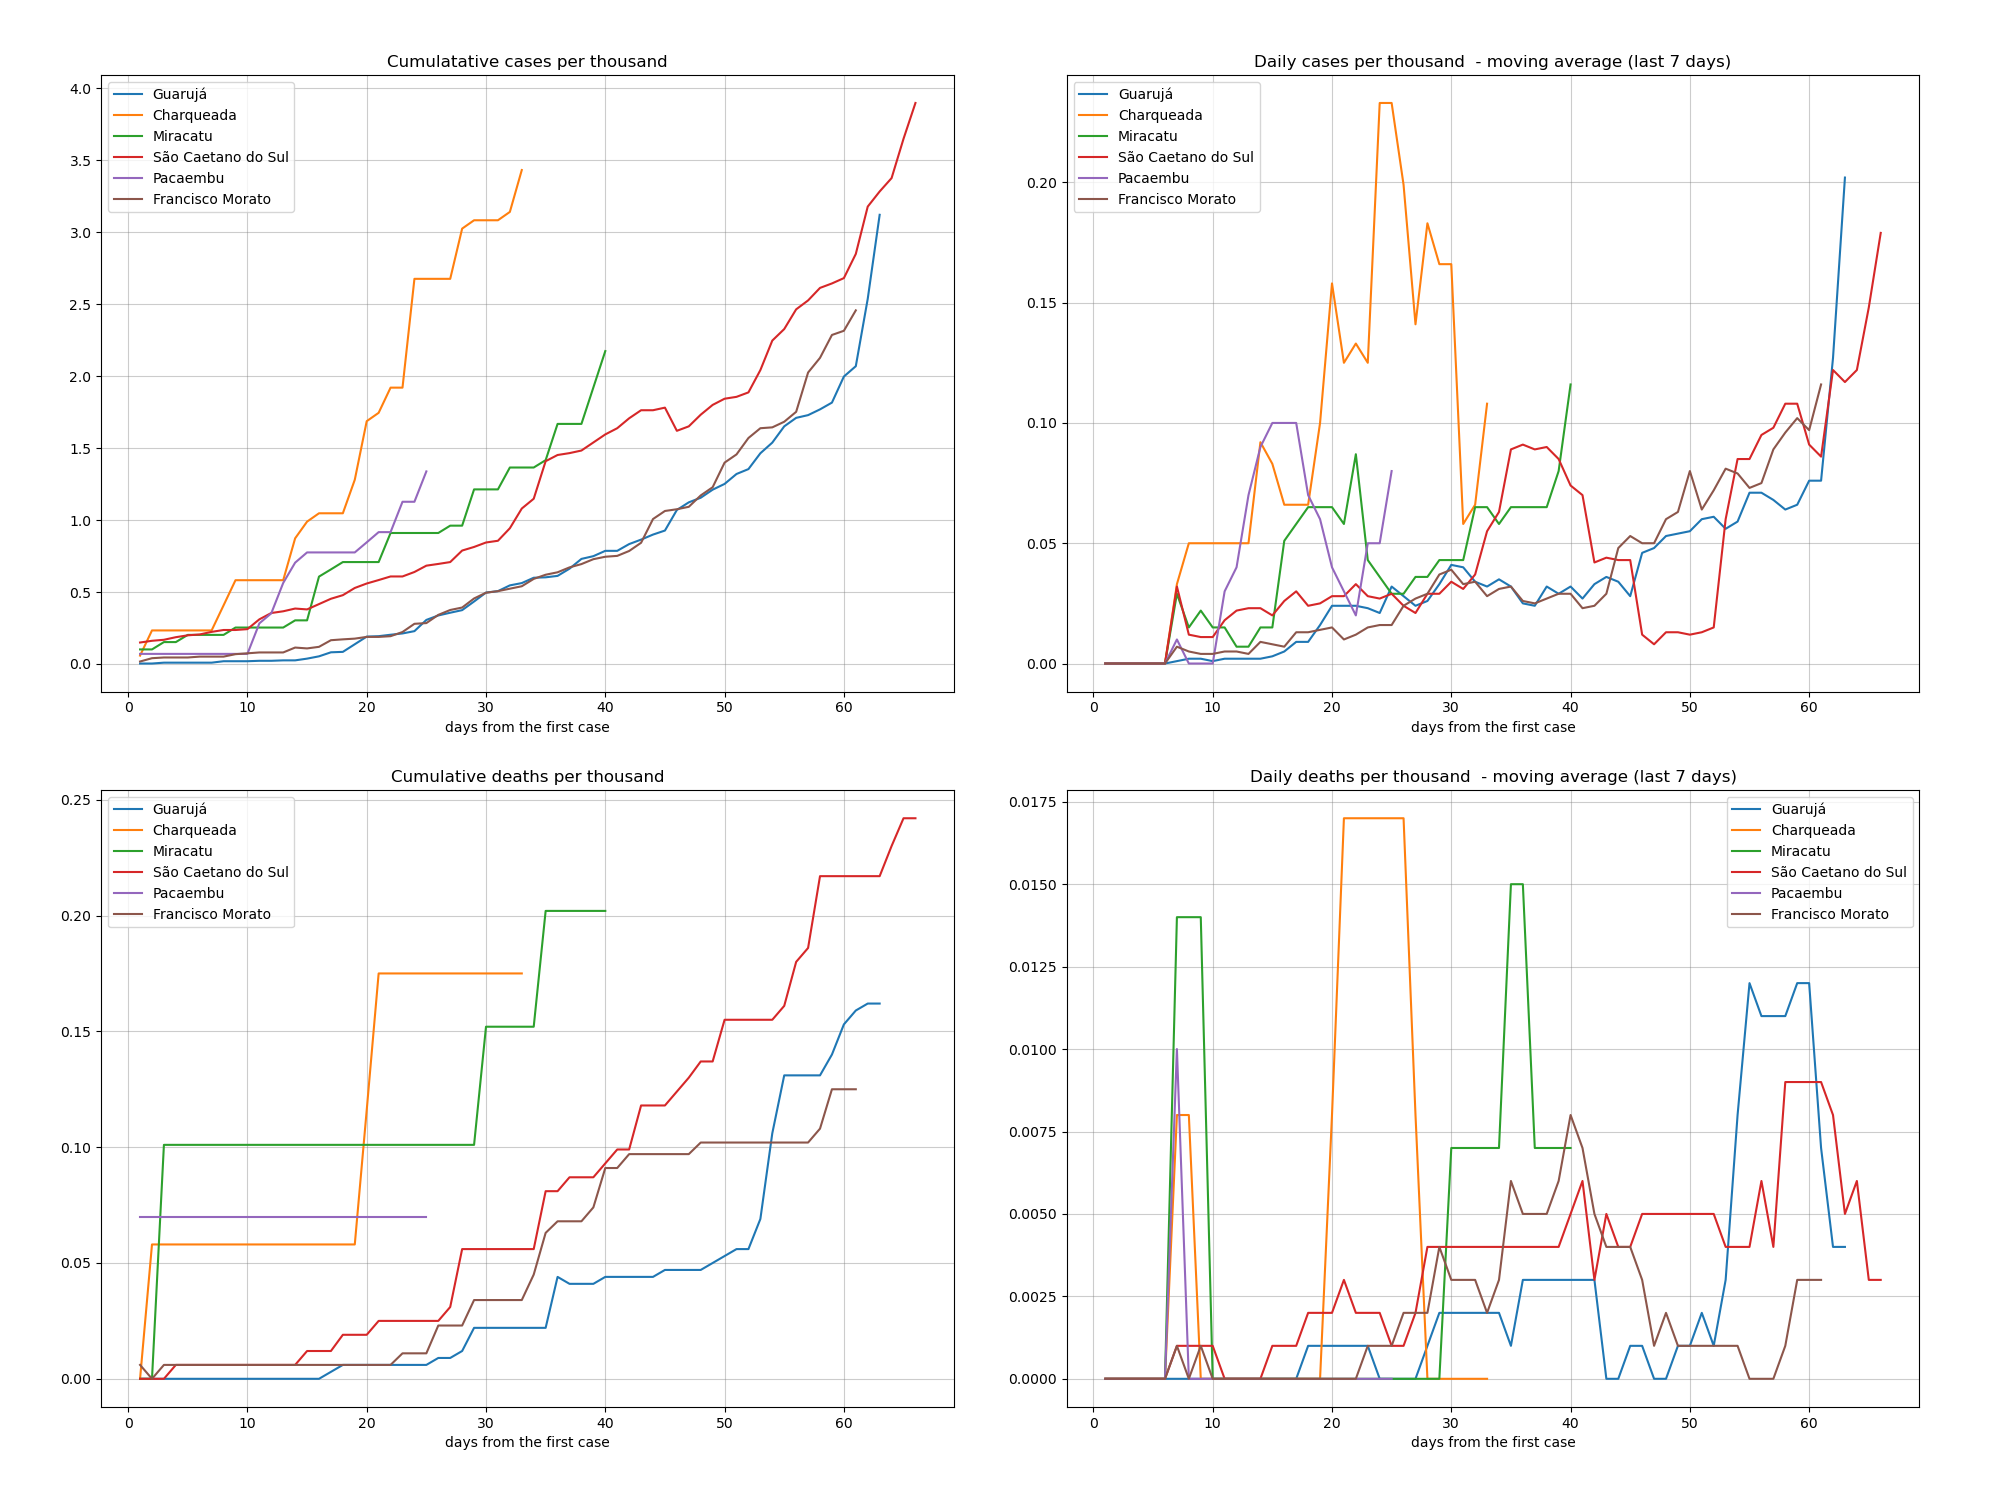 Cumulatative cases per thousand
4.0
3.5
3.0
2.5
2.0
1.5
1.0
0.5
0.0
Guarujá
Charqueada
Miracatu
São Caetano do Sul
Pacaembu
Francisco Morato
0 10 20 30 40 50 60
days from the first case
Daily cases per thousand - moving average (last 7 days)
0.20
0.15
0.10
0.05
0.00
Guarujá
Charqueada
Miracatu
São Caetano do Sul
Pacaembu
Francisco Morato
0 10 20 30 40 50 60
days from the first case
Cumulative deaths per thousand
0.25
0.20
0.15
0.10
0.05
0.00
Guarujá
Charqueada
Miracatu
São Caetano do Sul
Pacaembu
Francisco Morato
0 10 20 30 40 50 60
days from the first case
Daily deaths per thousand - moving average (last 7 days)
0.0175
0.0150
0.0125
0.0100
0.0075
0.0050
0.0025
0.0000
Guarujá
Charqueada
Miracatu
São Caetano do Sul
Pacaembu
Francisco Morato
0 10 20 30 40 50 60
days from the first case